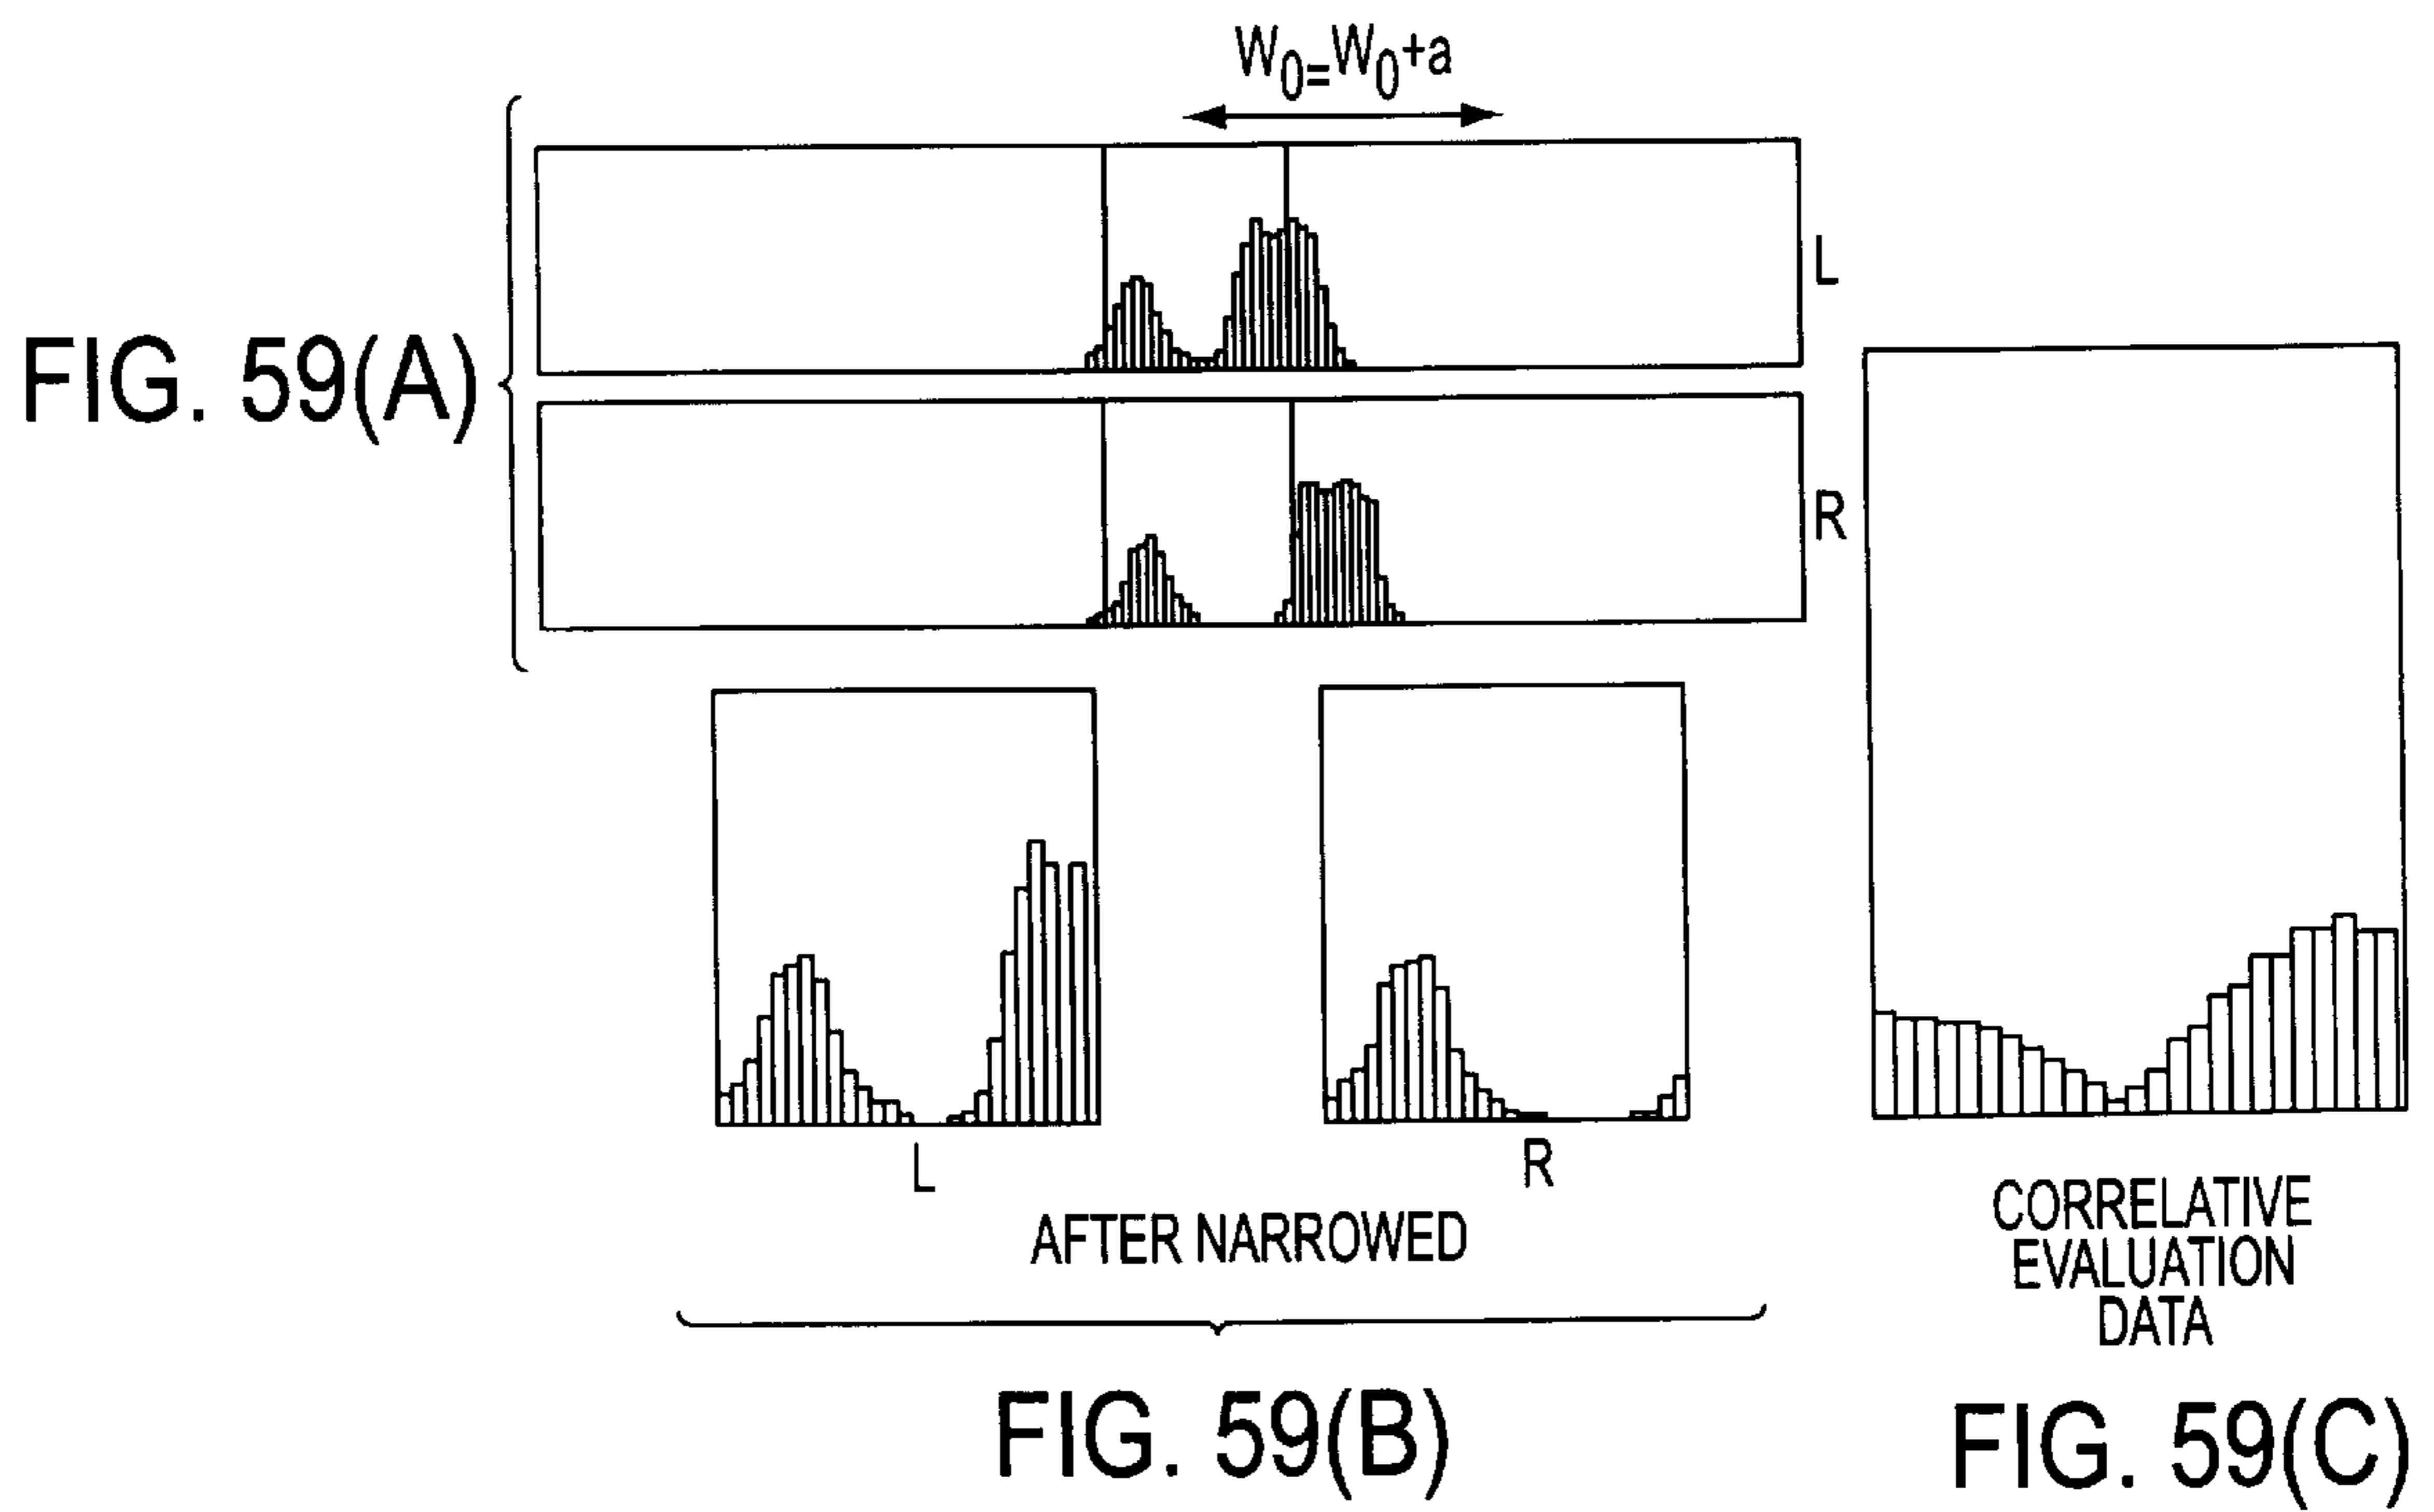 W0=W0+a
FIG. 59(A)
L
R
L
R
AFTER NARROWED
FIG. 59(B)
CORRELATIVE
EVALUATION
DATA
FIG. 59(C)